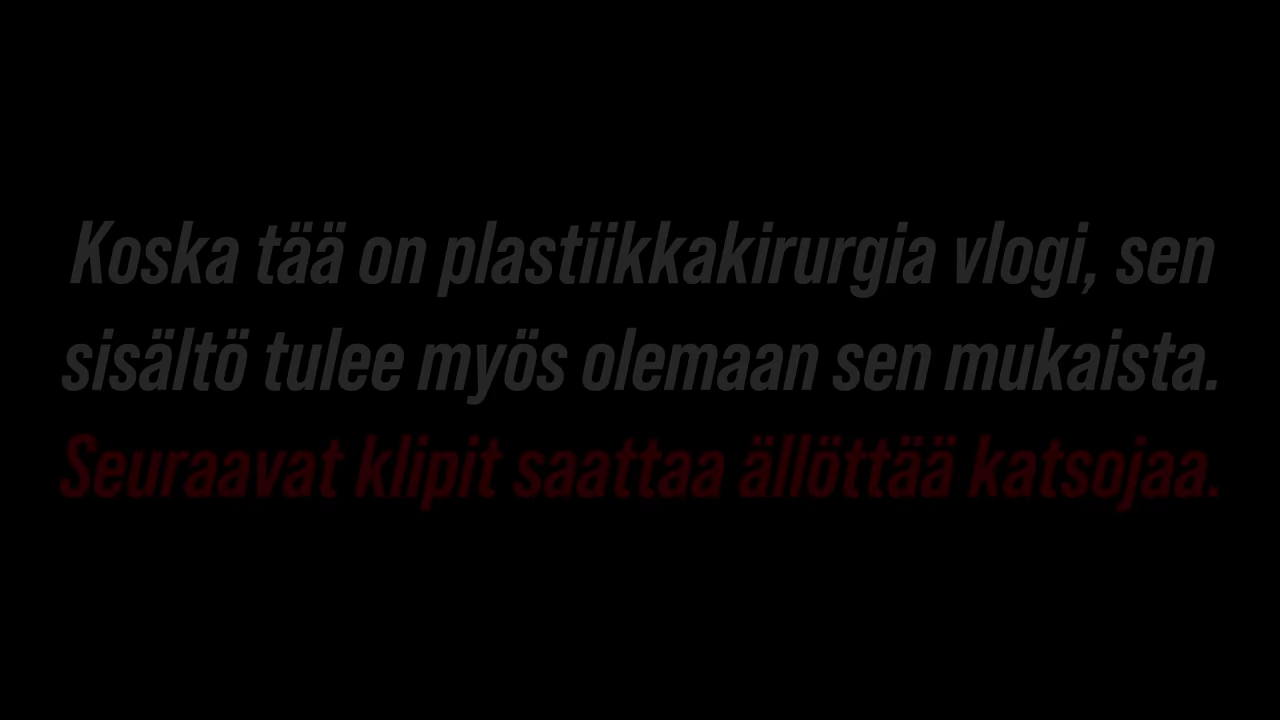 Koska tää on plastiikkakirurgia vlogi, sen
sisältö tulee myös olemaan sen mukaista.
Seuraavat klipit saattaa ällöttää katsojaa.